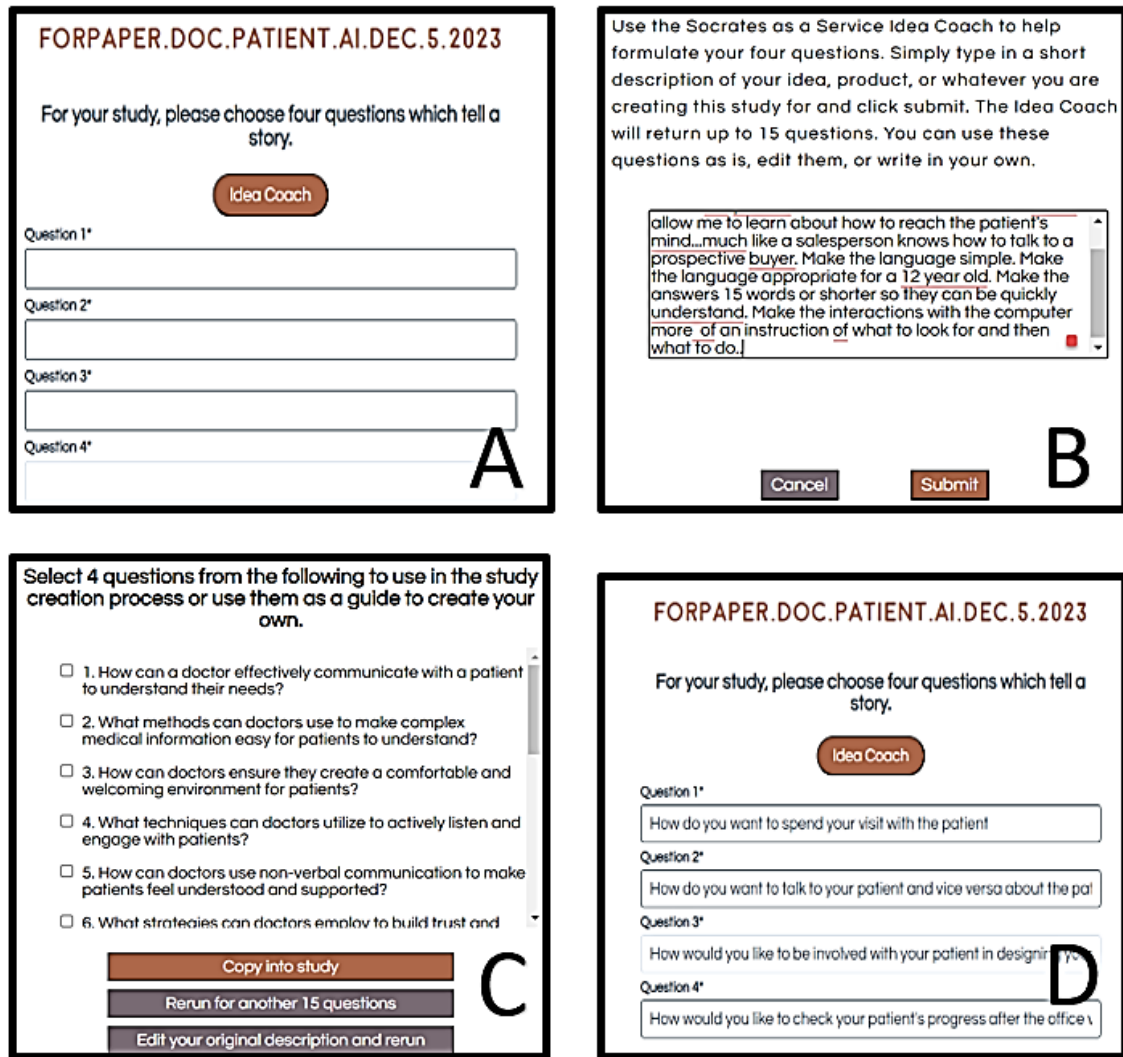 FORPAPER.DOC.PATIENT.AI.DEC.5.2023
For your study, please choose four questions which tell a
story.
Idea Coach
Question 1*
Question 2*
Question 3*
Question 4*
A
Use the Socrates as a Service Idea Coach to help
formulate your four questions. Simply type in a short
description of your idea, product, or whatever you are
creating this study for and click submit. The Idea Coach
will return up to 15 questions. You can use these
questions as is, edit them, or write in your own.
allow me to learn about how to reach the patient's
mind...much like a salesperson knows how to talk to a
prospective buyer. Make the language simple. Make
the language appropriate for a 12 year old. Make the
answers 15 words or shorter so they can be quickly
understand. Make the interactions with the computer
more of an instruction of what to look for and then
what to do..
Cancel
Submit
B
Select 4 questions from the following to use in the study
creation process or use them as a guide to create your
own.
1. How can a doctor effectively communicate with a patient
to understand their needs?
2. What methods can doctors use to make complex
medical information easy for patients to understand?
3. How can doctors ensure they create a comfortable and
welcoming environment for patients?
4. What techniques can doctors utilize to actively listen and
engage with patients?
5. How can doctors use non-verbal communication to make
patients feel understood and supported?
6. What strategies can doctors employ to build trust and
Copy into study
Rerun for another 15 questions
Edit your original description and rerun
C
FORPAPER.DOC.PATIENT.AI.DEC.5.2023
For your study, please choose four questions which tell a
story.
Idea Coach
Question 1*
How do you want to spend your visit with the patient
Question 2*
How do you want to talk to your patient and vice versa about the pat
Question 3*
How would you like to be involved with your patient in designing
Question 4*
How would you like to check your patient's progress after the office v
D